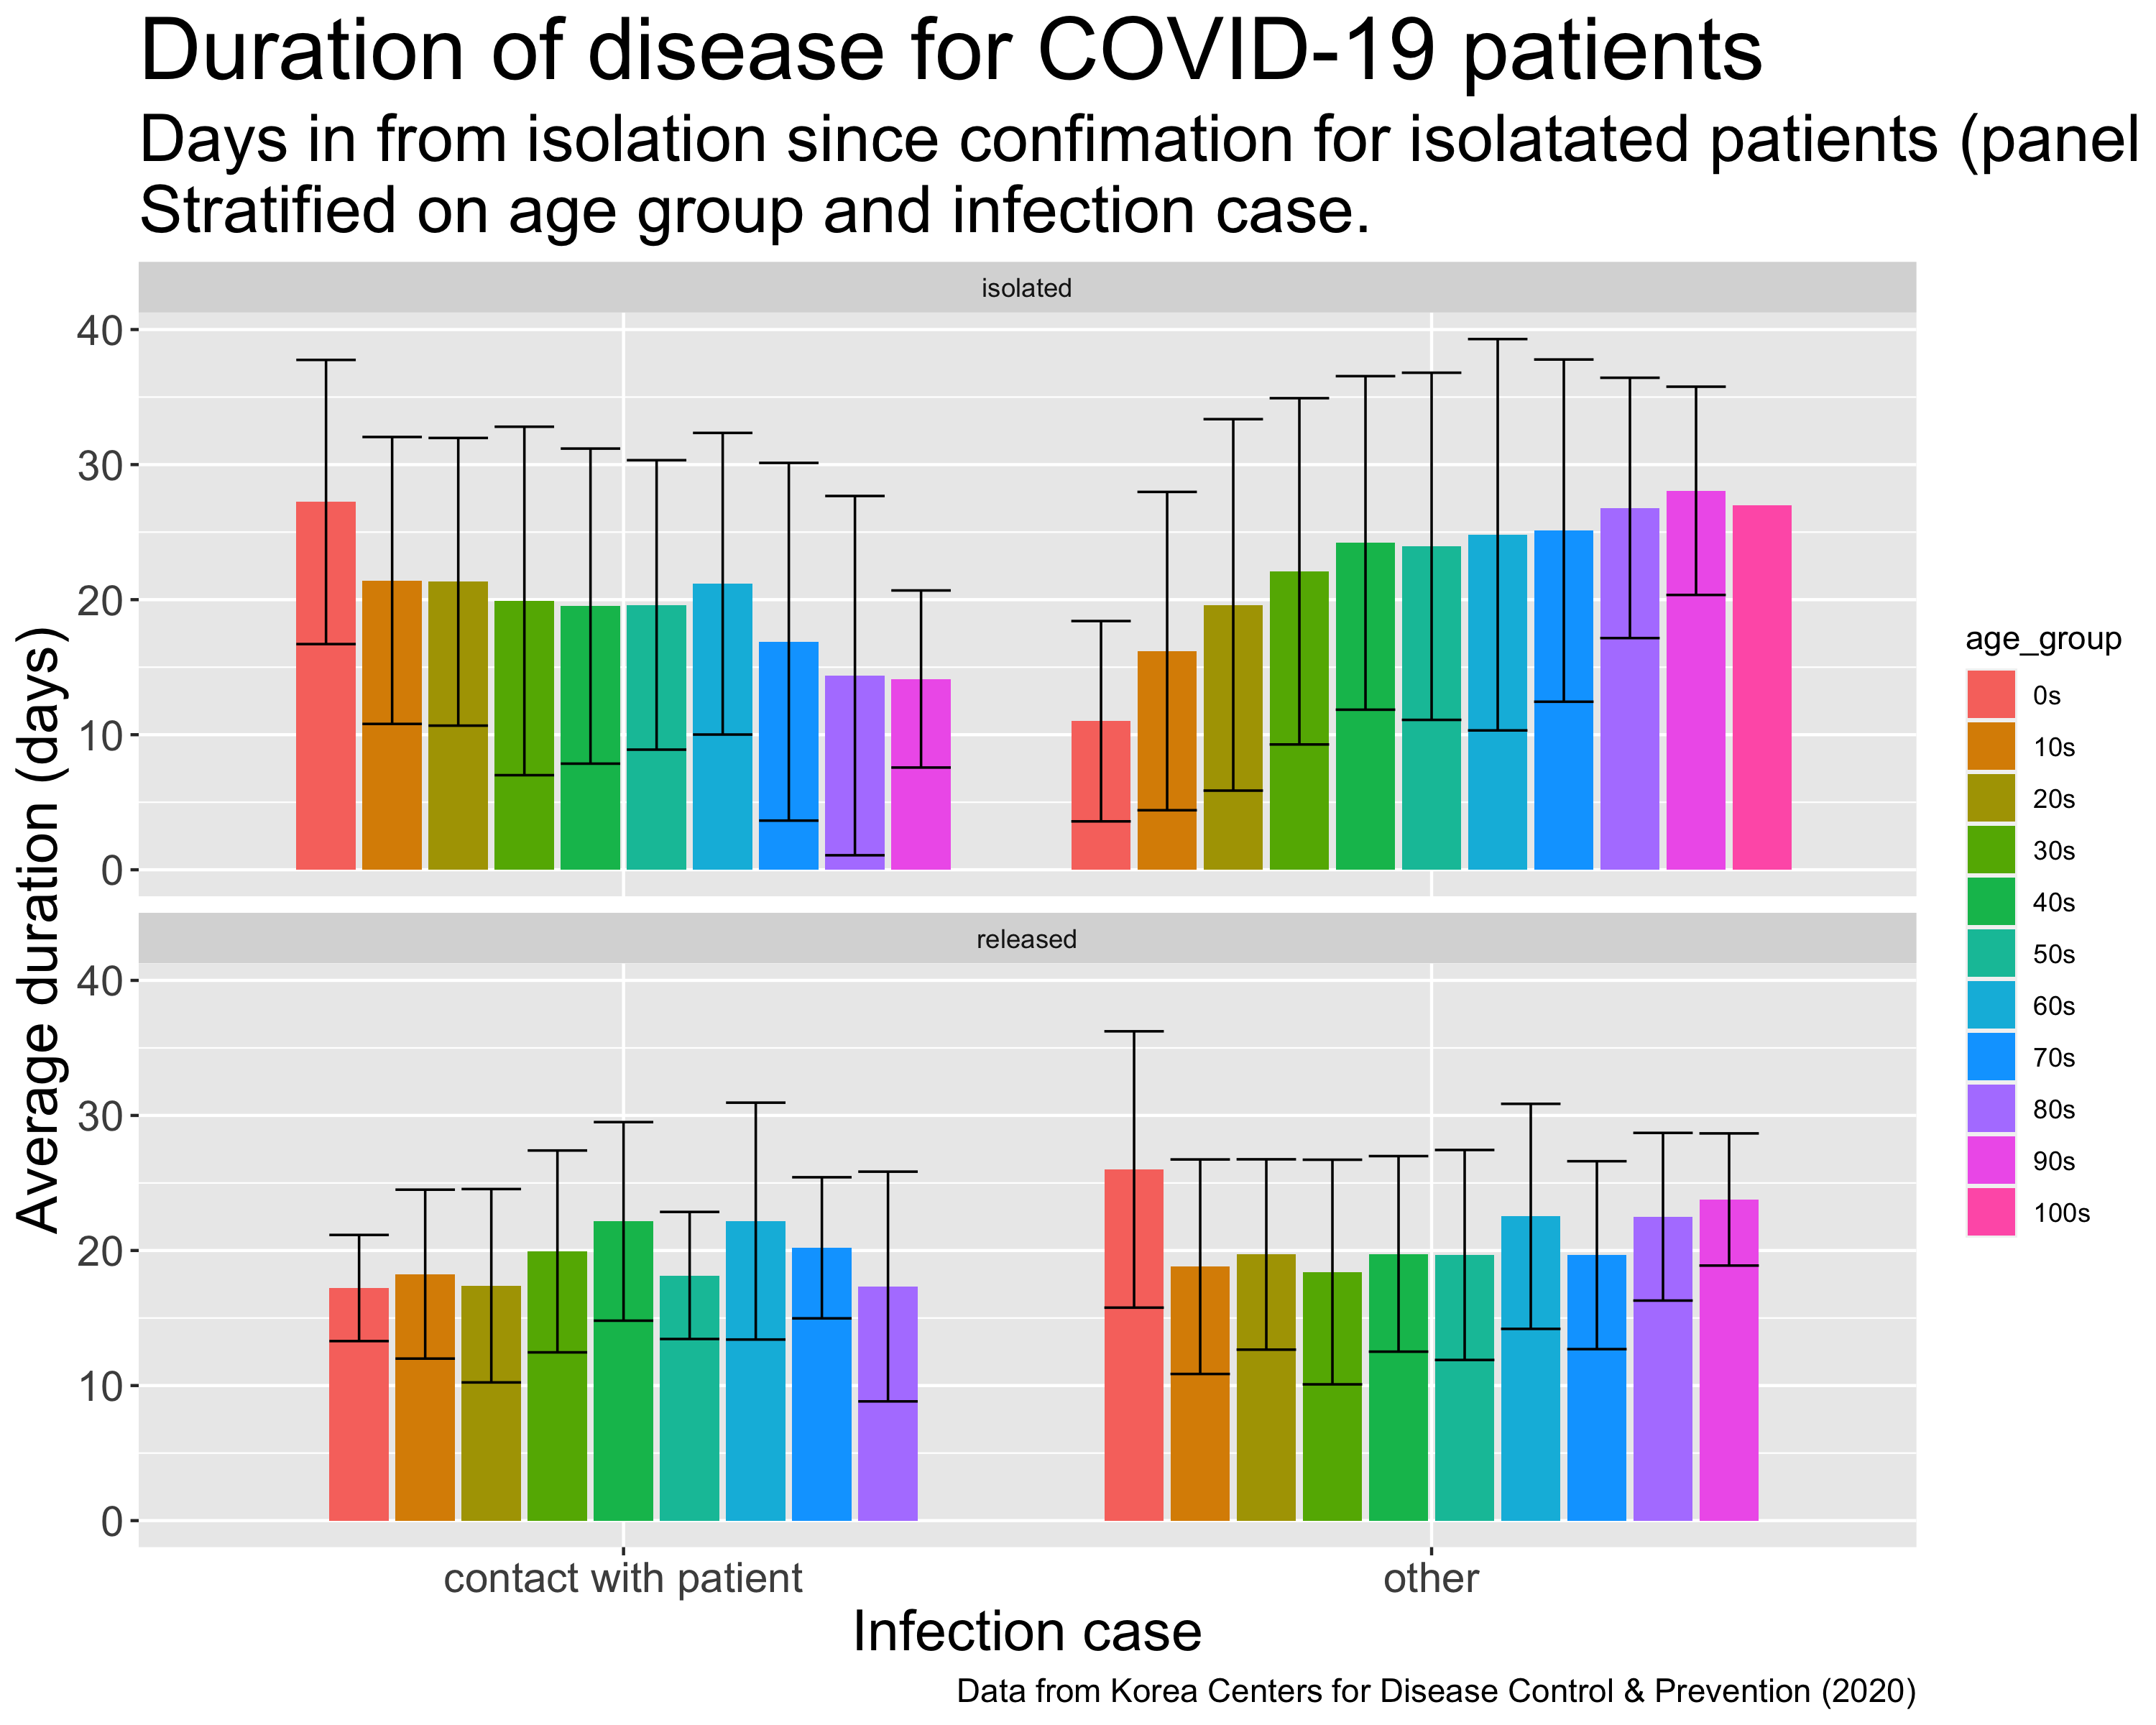 Duration of disease for COVID-19 patients
Days in from isolation since confimation for isolatated patients (panel
Stratified on age group and infection case.
isolated
40
30
20
10
0
released
40
30
20
10
0
Average duration (days)
contact with patient
other
Infection case
age_group
0s
10s
20s
30s
40s
50s
60s
70s
80s
90s
100s
Data from Korea Centers for Disease Control & Prevention (2020)